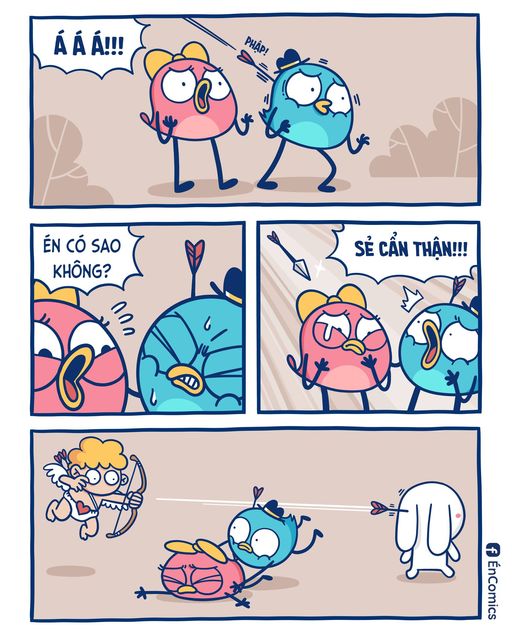 Á Á Á!!!
PHẬP!
ÉN CÓ SAO
KHÔNG?
SẺ CẨN THẬN!!!
ÉnComics